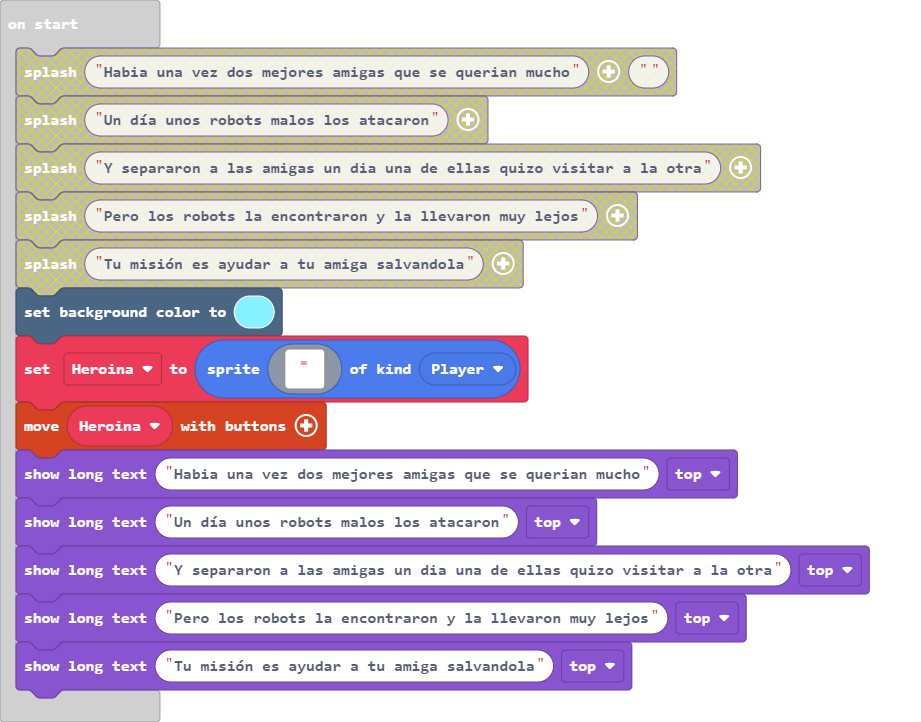 on start
splash "Habia una vez dos mejores amigas que se querian mucho" " "
splash "Un día unos robots malos los atacaron"
splash "Y separaron a las amigas un dia una de ellas quizo visitar a la otra"
splash "Pero los robots la encontraron y la llevaron muy lejos"
splash "Tu misión es ayudar a tu amiga salvandola"
set background color to
set Heroina to sprite of kind Player
move Heroina with buttons
show long text "Habia una vez dos mejores amigas que se querian mucho" top
show long text "Un día unos robots malos los atacaron" top
show long text "Y separaron a las amigas un dia una de ellas quizo visitar a la otra" top
show long text "Pero los robots la encontraron y la llevaron muy lejos" top
show long text "Tu misión es ayudar a tu amiga salvandola" top